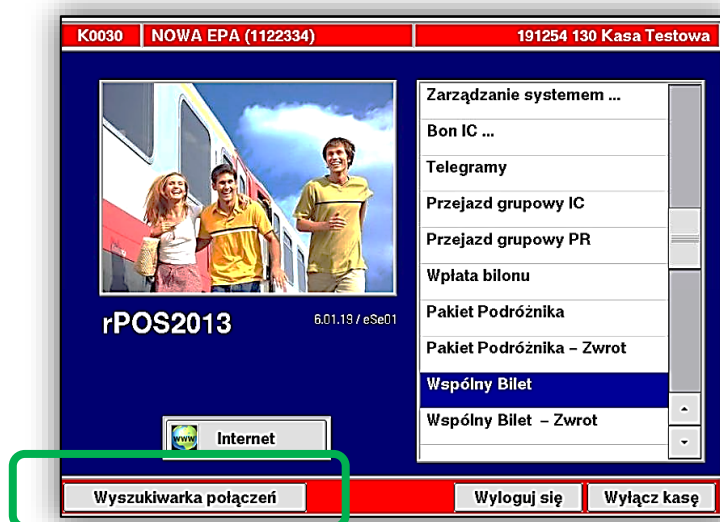 K0030 NOWA EPA (1122334) 191254 130 Kasa Testowa
Zarządzanie systemem ...
Bon IC ...
Telegramy
Przejazd grupowy IC
Przejazd grupowy PR
Wpłata bilonu
Pakiet Podróżnika
Pakiet Podróżnika – Zwrot
Wspólny Bilet
Wspólny Bilet – Zwrot
rPOS2013 6.01.19 / eSe01
www Internet
Wyszukiwarka połączeń Wyloguj się Wyłącz kasę